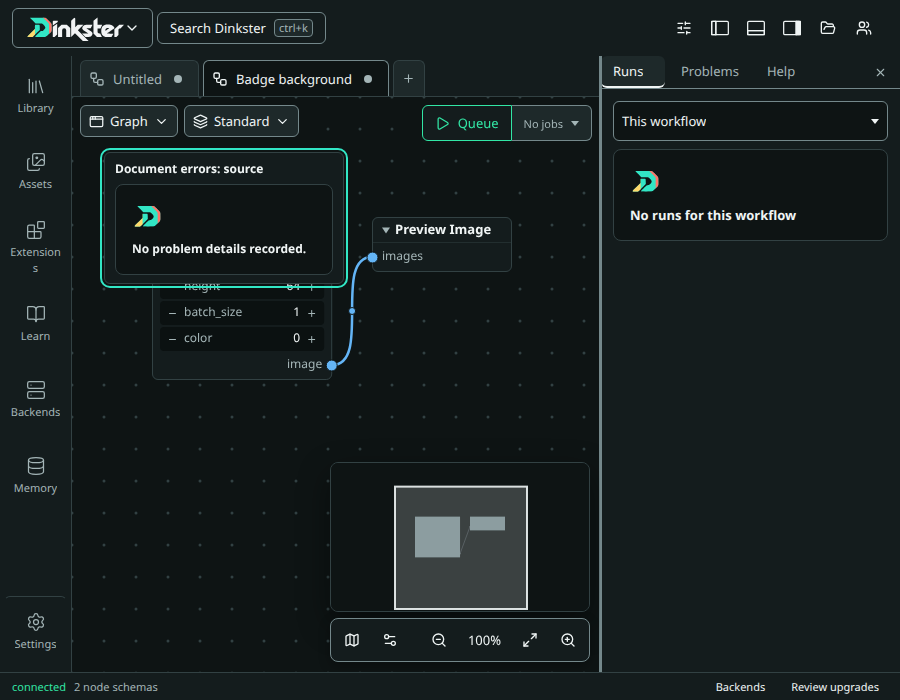 Dinkster
Search Dinkster ctrl+k
Untitled
Badge background
+
Runs
Problems
Help
Library
Assets
Extension
s
Learn
Backends
Memory
Settings
Graph
Standard
Queue
No jobs
Document errors: source
No problem details recorded.
height 64 +
– batch_size 1 +
– color 0 +
image
Preview Image
images
100%
This workflow
No runs for this workflow
connected 2 node schemas
Backends
Review upgrades